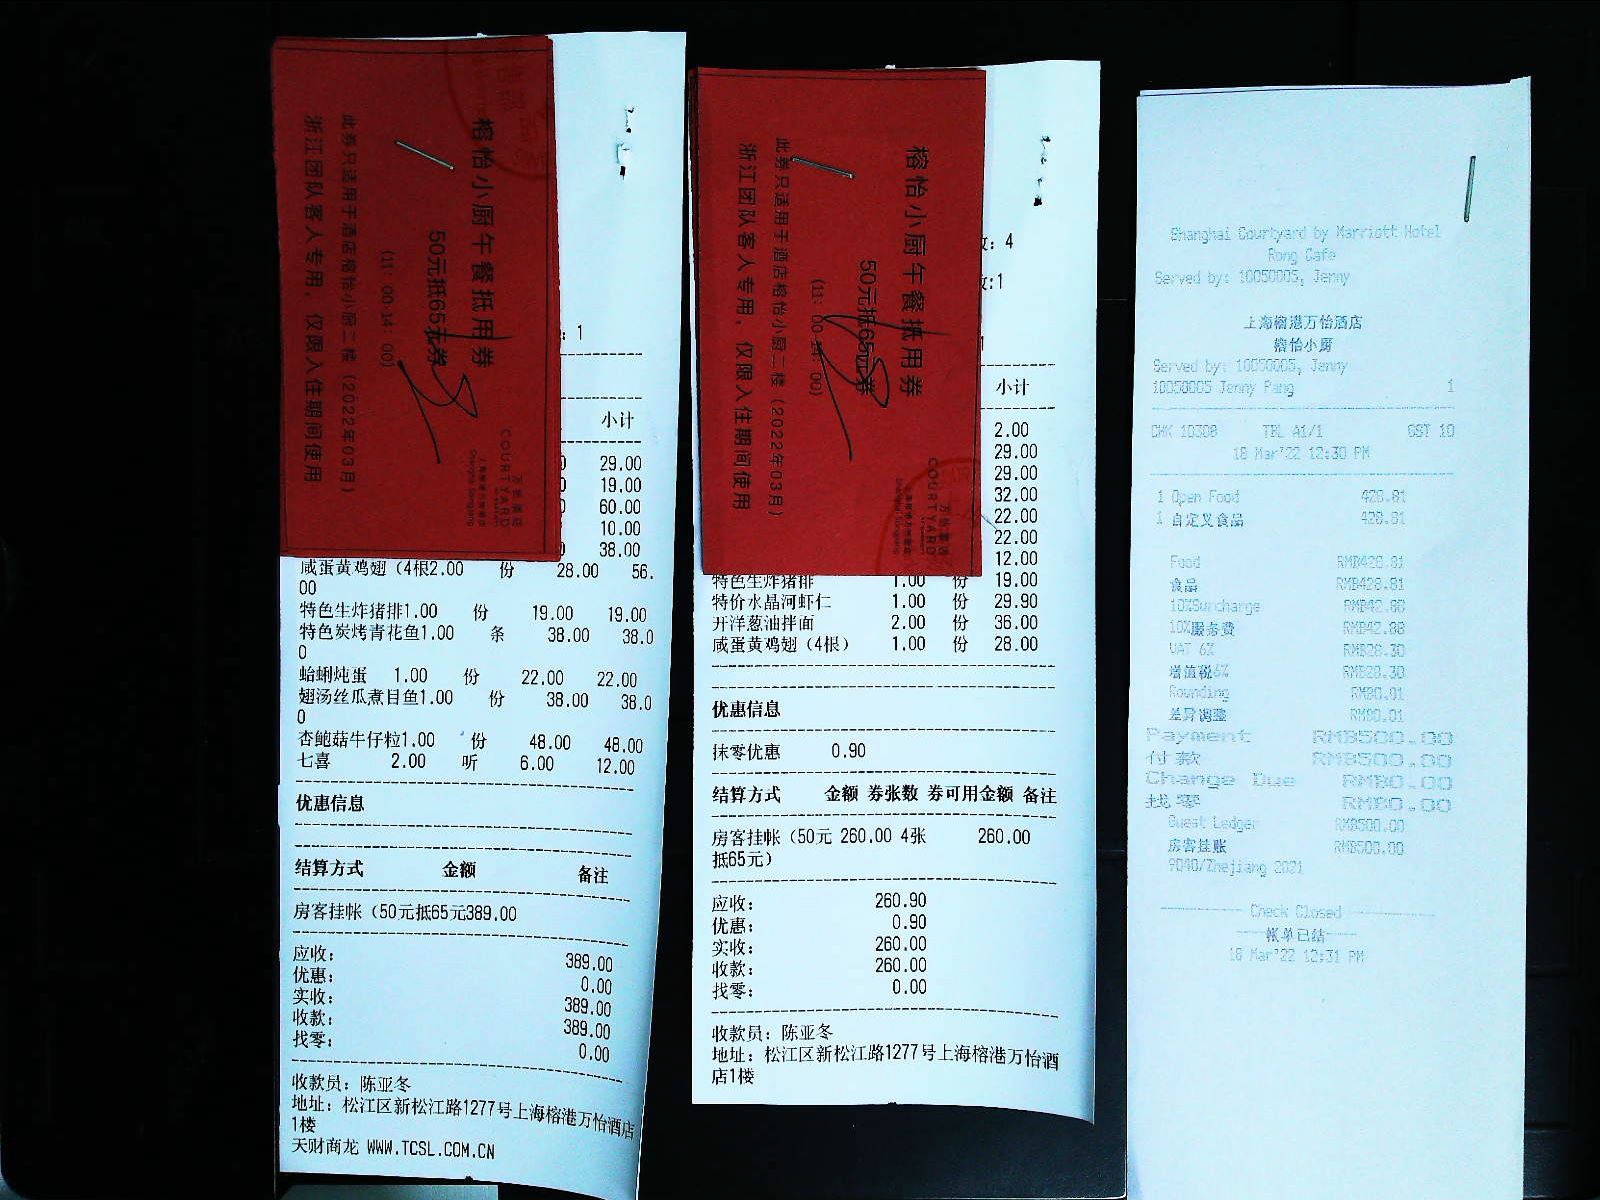 榕怡小厨午餐抵用券
50元抵65元券
(11：00-14：00)
此券只适用于酒店榕怡小厨二楼（2022年03月）
浙江团队客人专用，仅限入住期间使用
万怡酒店
COURTYARD
: 1
小计
29.00
19.00
60.00
10.00
38.00
咸蛋黄鸡翅（4根2.00 份 28.00 56.
00
特色生炸猪排1.00 份 19.00 19.00
特色炭烤青花鱼1.00 条 38.00 38.0
0
蛤蜊炖蛋 1.00 份 22.00 22.00
翅汤丝瓜煮目鱼1.00 份 38.00 38.0
0
杏鲍菇牛仔粒1.00 份 48.00 48.00
七喜 2.00 听 6.00 12.00
优惠信息
结算方式 金额 备注
房客挂帐（50元抵65元389.00
应收： 389.00
优惠： 0.00
实收： 389.00
收款： 389.00
找零： 0.00
收款员：陈亚冬
地址：松江区新松江路1277号上海榕港万怡酒店
1楼
天财商龙 WWW.TCSL.COM.CN
榕怡小厨午餐抵用券
50元抵65元券
(11：00-14：00)
此券只适用于酒店榕怡小厨二楼（2022年03月）
浙江团队客人专用，仅限入住期间使用
万怡酒店
COURTYARD
: 4
:1
1
小计
2.00
29.00
29.00
32.00
22.00
22.00
12.00
特色生炸猪排 1.00 份 19.00
特价水晶河虾仁 1.00 份 29.90
开洋葱油拌面 2.00 份 36.00
咸蛋黄鸡翅（4根） 1.00 份 28.00
优惠信息
抹零优惠 0.90
结算方式 金额 券张数 券可用金额 备注
房客挂帐（50元 260.00 4张 260.00
抵65元）
应收： 260.90
优惠： 0.90
实收： 260.00
收款： 260.00
找零： 0.00
收款员：陈亚冬
地址：松江区新松江路1277号上海榕港万怡酒
店1楼
Shanghai Courtyard by Marriott Hotel
Rong Cafe
Served by: 10050005, Jenny
上海榕港万怡酒店
榕怡小厨
Served by: 10050005, Jenny
10050005 Jenny Pang 1
CHK 10308 TBL A1/1 GST 10
18 Mar'22 12:30 PM
1 Open Food 428.81
1 自定义食品 428.81
Food RMB428.81
食品 RMB428.81
10%Surcharge RMB42.88
10%服务费 RMB42.88
VAT 6% RMB28.30
增值税6% RMB28.30
Rounding RMB0.01
差异调整 RMB0.01
Payment RMB500.00
付款 RMB500.00
Change Due RMB0.00
找零 RMB0.00
Guest Ledger RMB500.00
房客挂账 RMB500.00
9040/Zhejiang 2021
Check Closed
帐单已结
18 Mar'22 12:31 PM